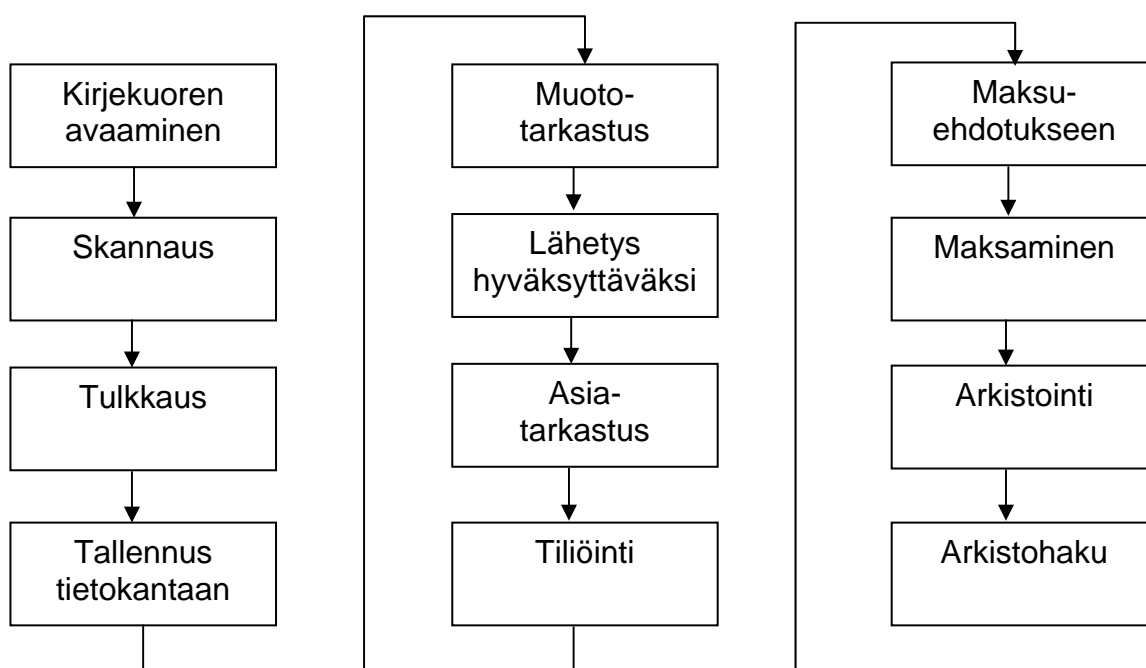 Kirjekuoren
avaaminen
Skannaus
Tulkkaus
Tallennus
tietokantaan
Muoto-
tarkastus
Lähetys
hyväksyttäväksi
Asia-
tarkastus
Tiliöinti
Maksu-
ehdotukseen
Maksaminen
Arkistointi
Arkistohaku